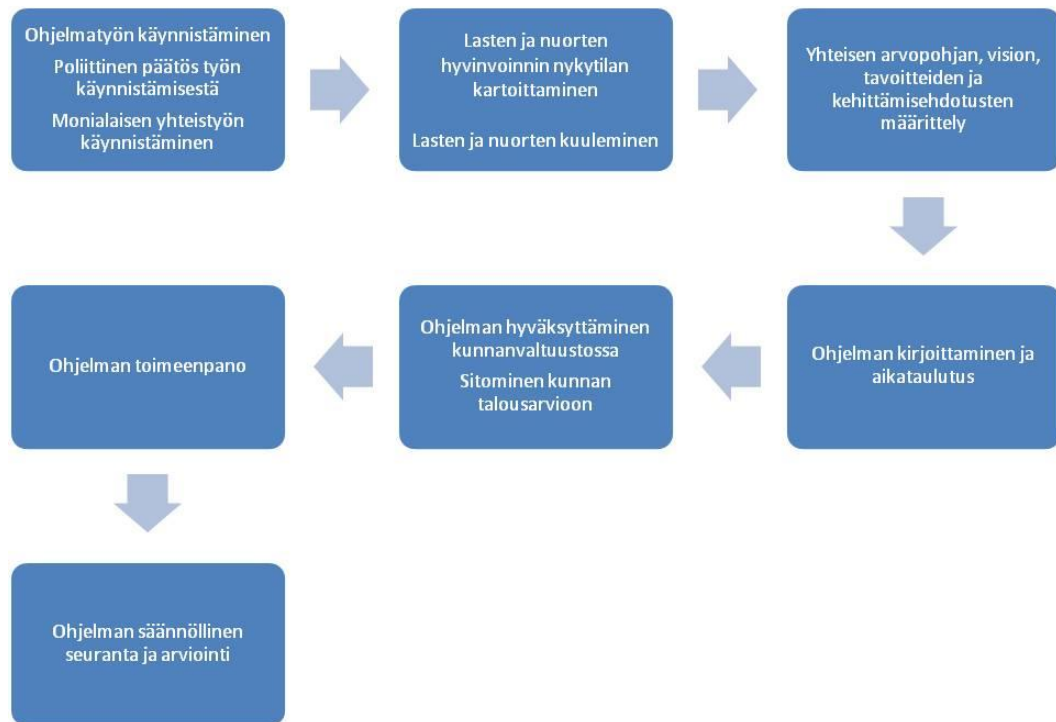 Ohjelmatyön käynnistäminen
Poliittinen päätös työn
käynnistämisestä
Monialaisen yhteistyön
käynnistäminen
Lasten ja nuorten
hyvinvoinnin nykytilan
kartoittaminen
Lasten ja nuorten kuuleminen
Yhteisen arvopohjan, vision,
tavoitteiden ja
kehittämisehdotusten
määrittely
Ohjelman kirjoittaminen ja
aikataulutus
Ohjelman hyväksyttäminen
kunnanvaltuustossa
Sitominen kunnan
talousarvioon
Ohjelman toimeenpano
Ohjelman säännöllinen
seuranta ja arviointi